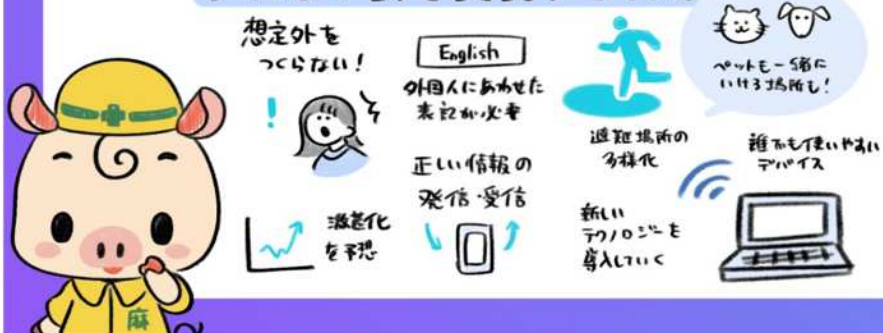 想定外を
つくらない!
English
外国人にあわせた
表記が必要
避難場所の
多様化
ペットも一緒に
いける場所も!
正しい情報の
発信・受信
激甚化
を予想
新しい
テクノロジーを
導入していく
誰でも使いやすい
デバイス
麻